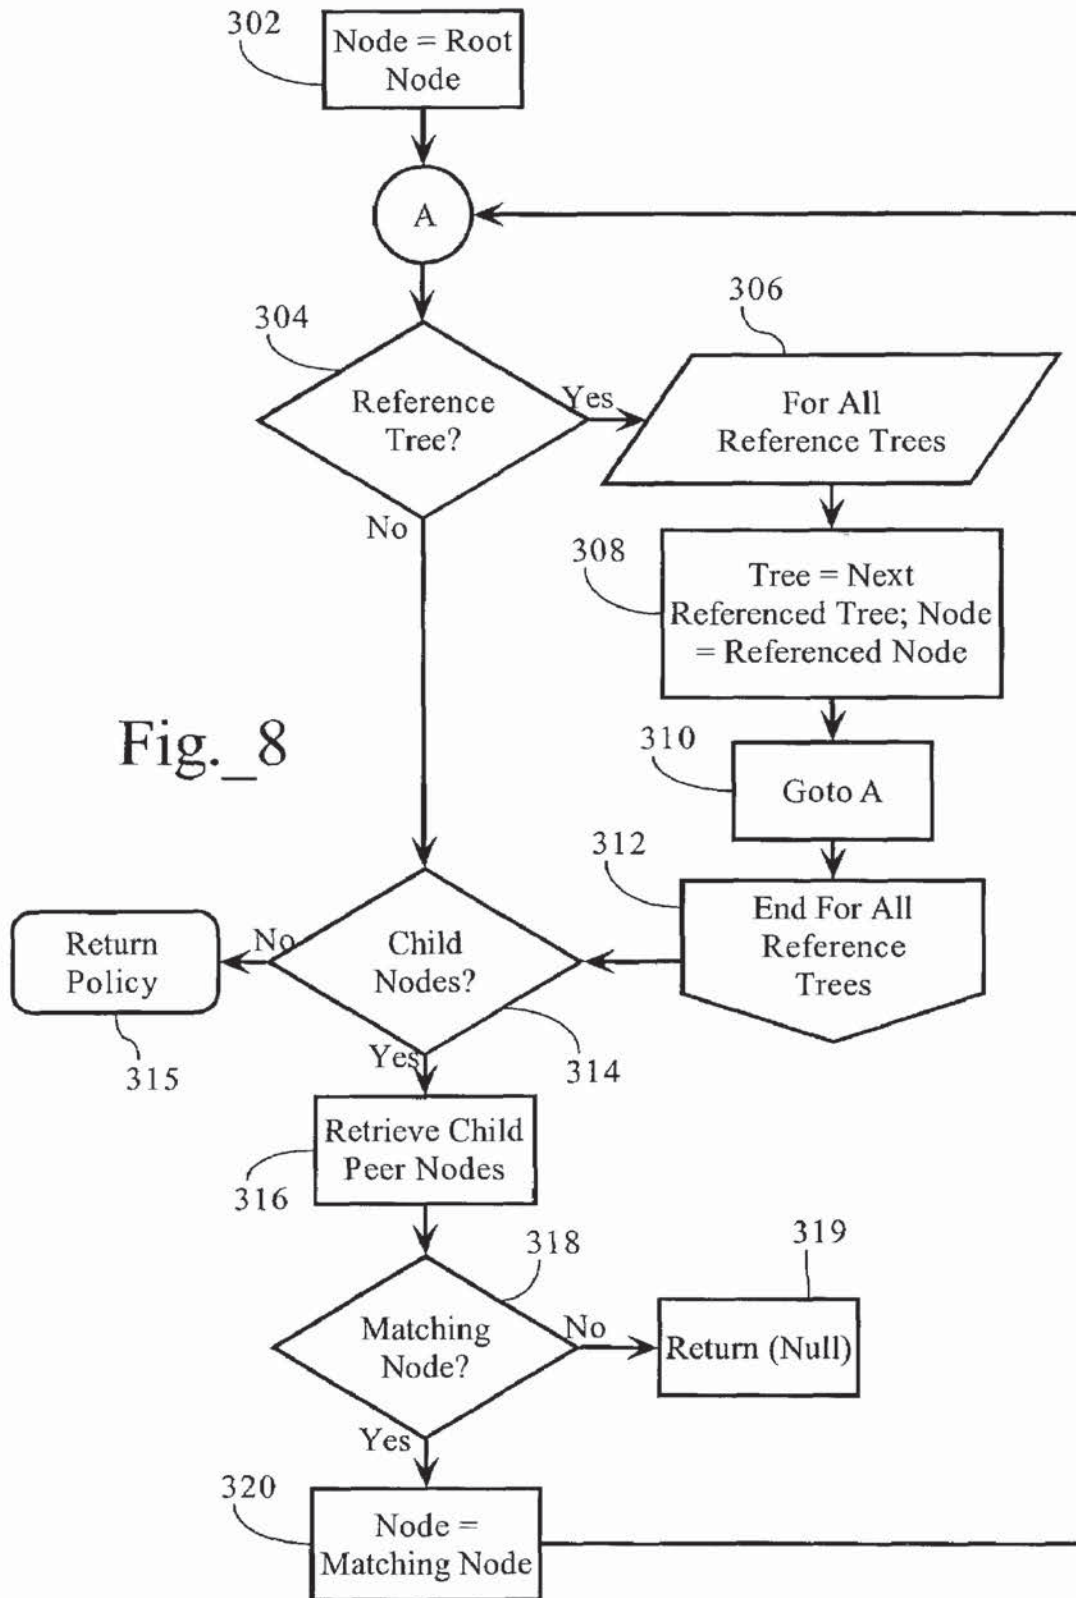 302
Node = Root
Node
A
304
306
Reference
Tree?
Yes
For All
Reference Trees
No
308
Tree = Next
Referenced Tree; Node
= Referenced Node
Fig._8
310
Goto A
312
End For All
Reference
Trees
Return
Policy
No
Child
Nodes?
315
Yes
314
Retrieve Child
Peer Nodes
316
318
319
Matching
Node?
No
Return (Null)
Yes
320
Node =
Matching Node